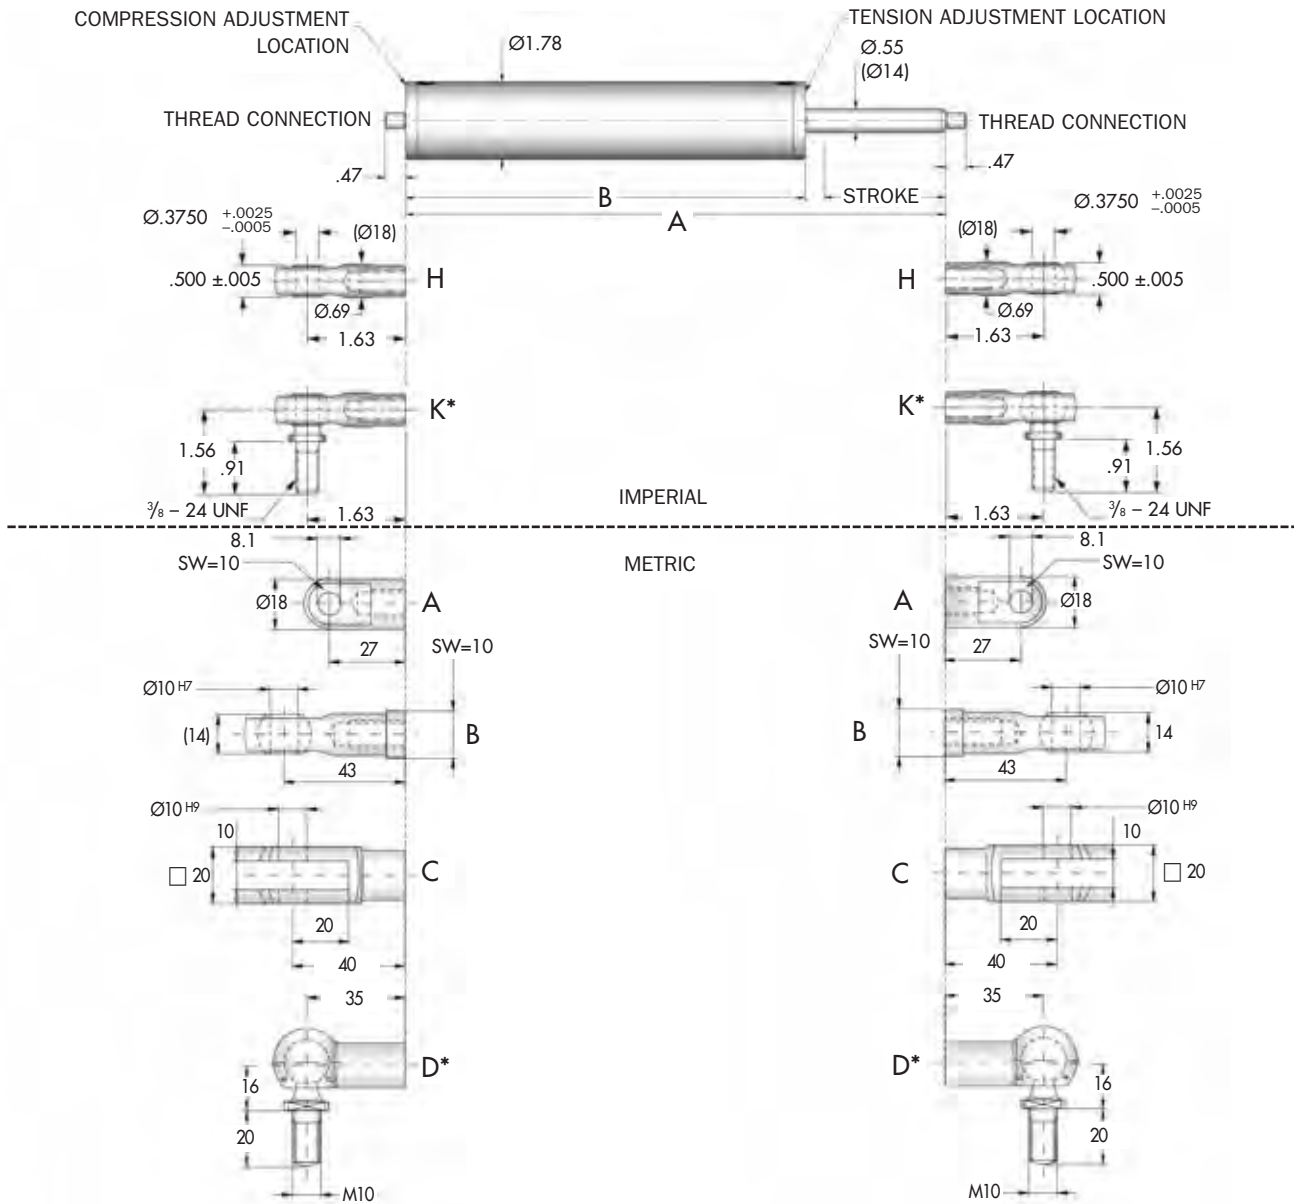 COMPRESSION ADJUSTMENT
LOCATION
TENSION ADJUSTMENT LOCATION
Ø1.78
Ø.55
(Ø14)
THREAD CONNECTION
THREAD CONNECTION
.47
.47
B
STROKE
A
Ø.3750 +.0025
–.0005
(Ø18)
H
.500 ±.005
Ø.69
1.63
Ø.3750 +.0025
–.0005
(Ø18)
H
.500 ±.005
Ø.69
1.63
K*
1.56
.91
3/8 – 24 UNF
1.63
K*
1.56
.91
3/8 – 24 UNF
1.63
IMPERIAL
METRIC
8.1
SW=10
Ø18
A
27
8.1
SW=10
A
Ø18
27
SW=10
Ø10 H7
(14)
B
43
SW=10
Ø10 H7
B
14
43
Ø10 H9
10
□ 20
C
20
40
Ø10 H9
10
C
□ 20
20
40
35
D*
16
20
M10
35
D*
16
20
M10